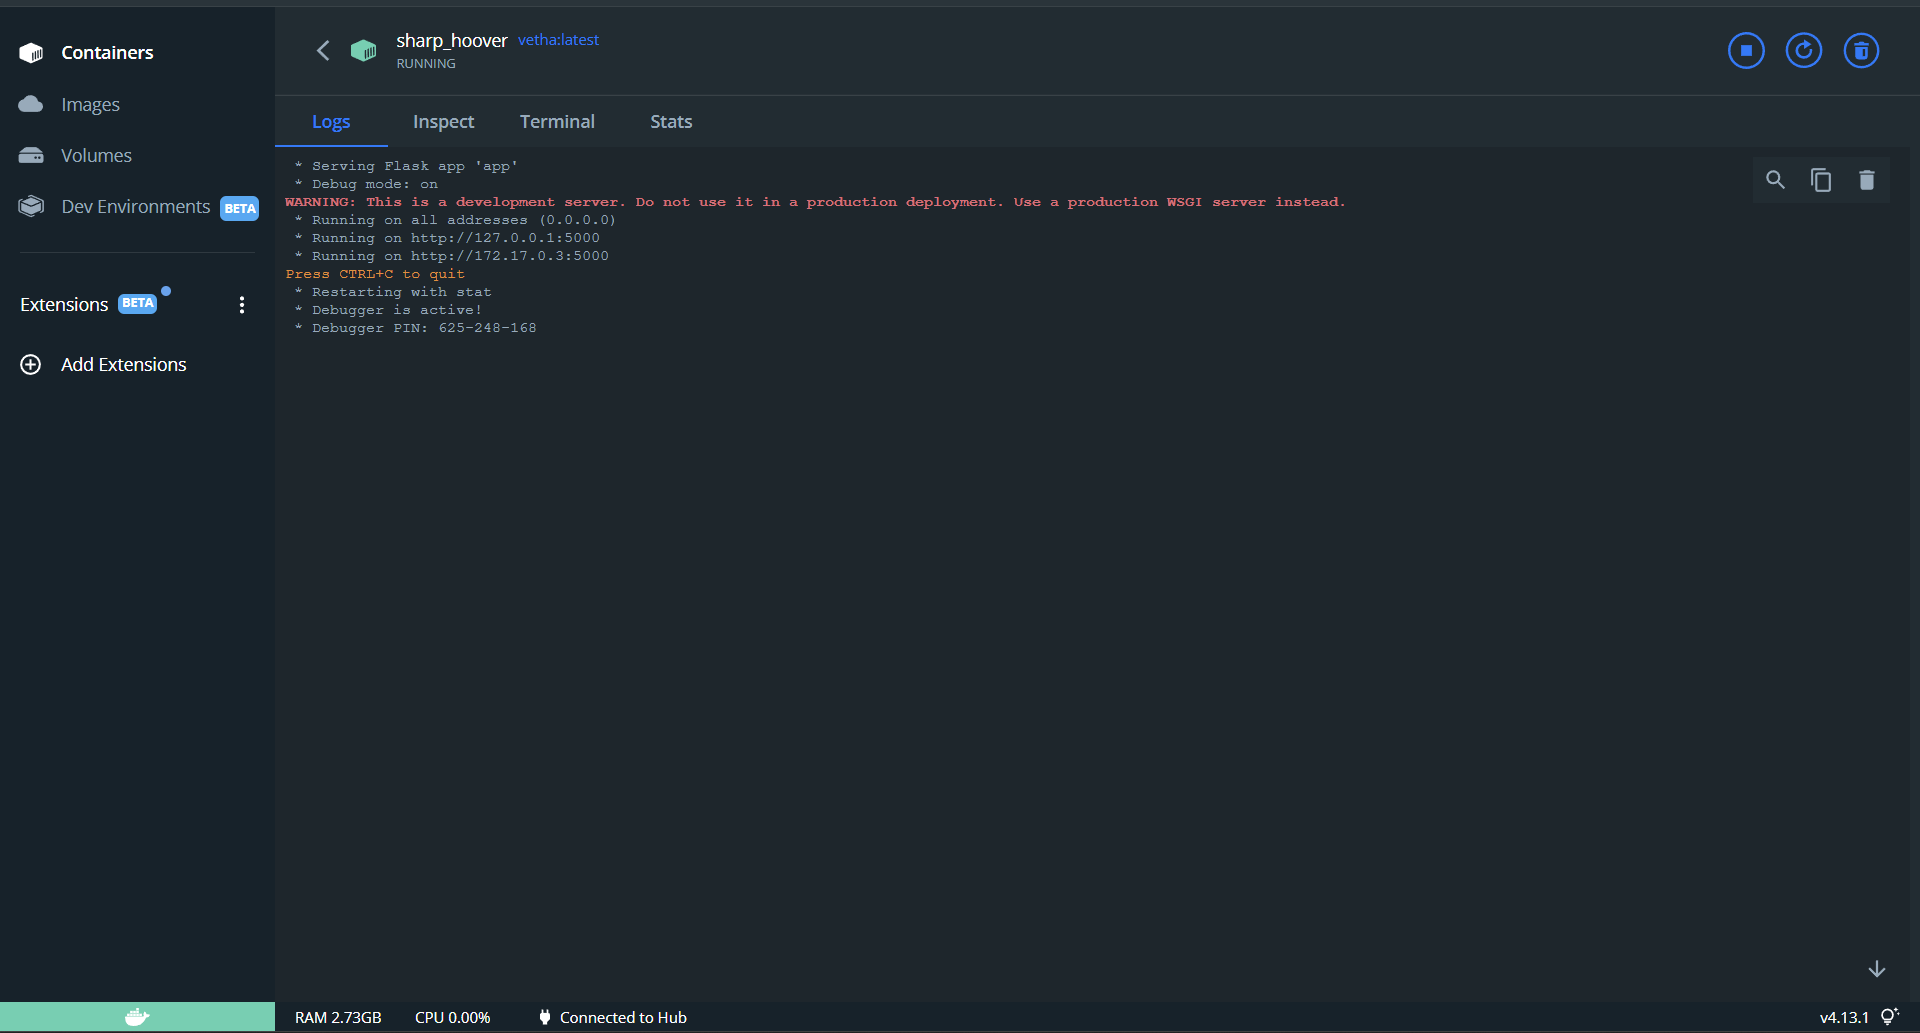 Containers
Images
Volumes
Dev Environments BETA
Extensions BETA
Add Extensions
sharp_hoover vetha:latest
RUNNING
Logs Inspect Terminal Stats
* Serving Flask app 'app'
* Debug mode: on
WARNING: This is a development server. Do not use it in a production deployment. Use a production WSGI server instead.
* Running on all addresses (0.0.0.0)
* Running on http://127.0.0.1:5000
* Running on http://172.17.0.3:5000
Press CTRL+C to quit
* Restarting with stat
* Debugger is active!
* Debugger PIN: 625-248-168
RAM 2.73GB CPU 0.00% Connected to Hub v4.13.1